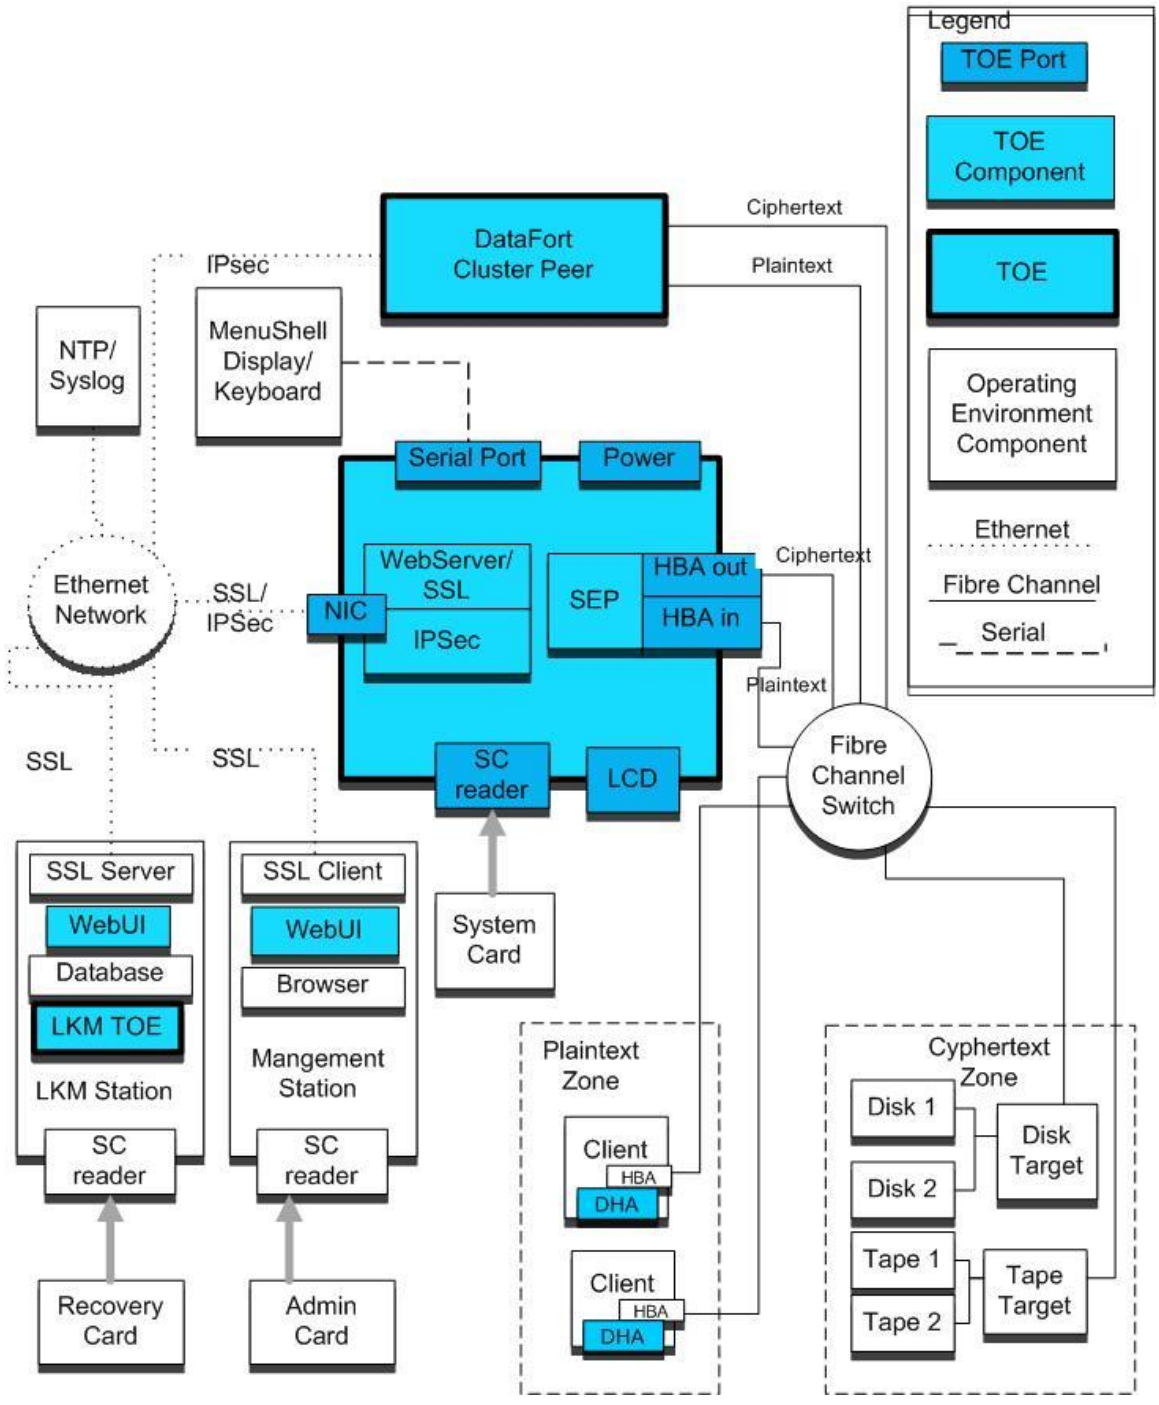 Legend
TOE Port
TOE
Component
TOE
Operating
Environment
Component
Ethernet
Fibre Channel
Serial
DataFort
Cluster Peer
Ciphertext
Plaintext
IPsec
NTP/
Syslog
MenuShell
Display/
Keyboard
Serial Port
Power
WebServer/
SSL
IPSec
NIC
SEP
HBA out
HBA in
Ciphertext
Plaintext
Ethernet
Network
SSL/
IPSec
SSL
SSL
SC
reader
LCD
Fibre
Channel
Switch
System
Card
SSL Server
WebUI
Database
LKM TOE
LKM Station
SC
reader
Recovery
Card
SSL Client
WebUI
Browser
Mangement
Station
SC
reader
Admin
Card
Plaintext
Zone
Client
HBA
DHA
Client
HBA
DHA
Cyphertext
Zone
Disk 1
Disk 2
Disk
Target
Tape 1
Tape 2
Tape
Target